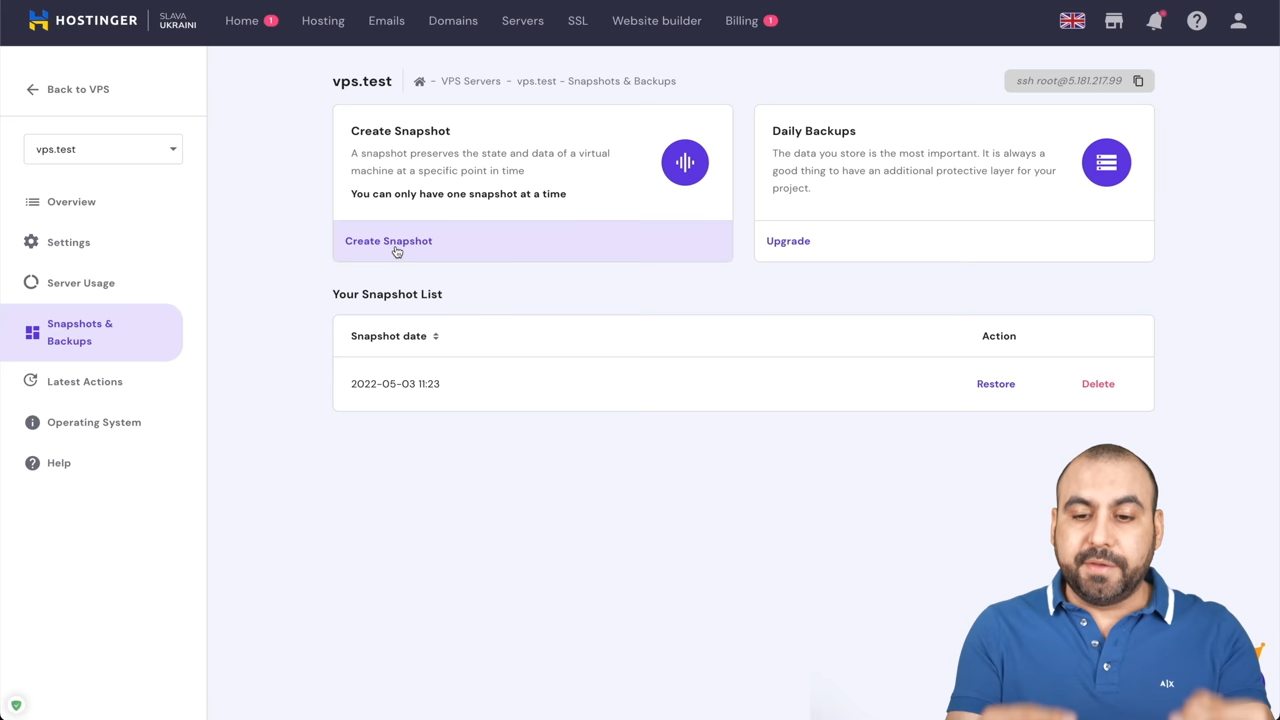 HOSTINGER
SLAVA
UKRAINI
Home 1
Hosting
Emails
Domains
Servers
SSL
Website builder
Billing 1
Back to VPS
vps.test
Overview
Settings
Server Usage
Snapshots &
Backups
Latest Actions
Operating System
Help
vps.test
- VPS Servers - vps.test - Snapshots & Backups
ssh root@5.181.217.99
Create Snapshot
A snapshot preserves the state and data of a virtual
machine at a specific point in time
You can only have one snapshot at a time
Create Snapshot
Daily Backups
The data you store is the most important. It is always a
good thing to have an additional protective layer for your
project.
Upgrade
Your Snapshot List
Snapshot date
Action
2022-05-03 11:23
Restore
Delete
A|X